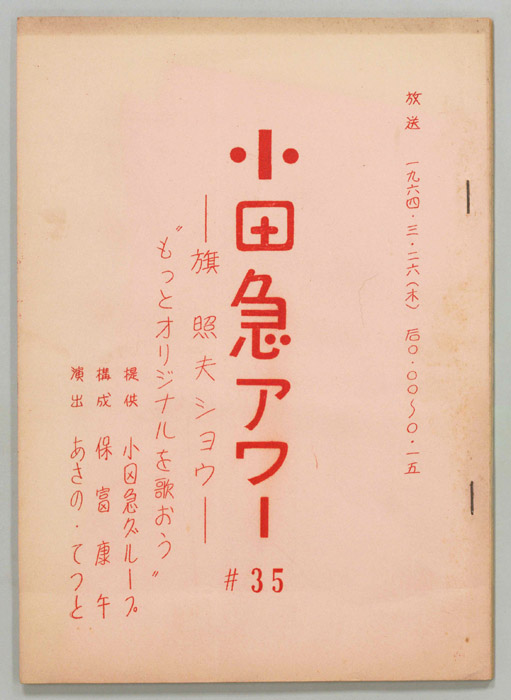 放送 一九六四・三・二六(木) 后〇・〇〇〜〇・一五
小田急アワー
#35
―旗照夫ショウ―
“もっとオリジナルを歌おう”
提供 小田急グループ
構成 保富康午
演出 あさの・てつと